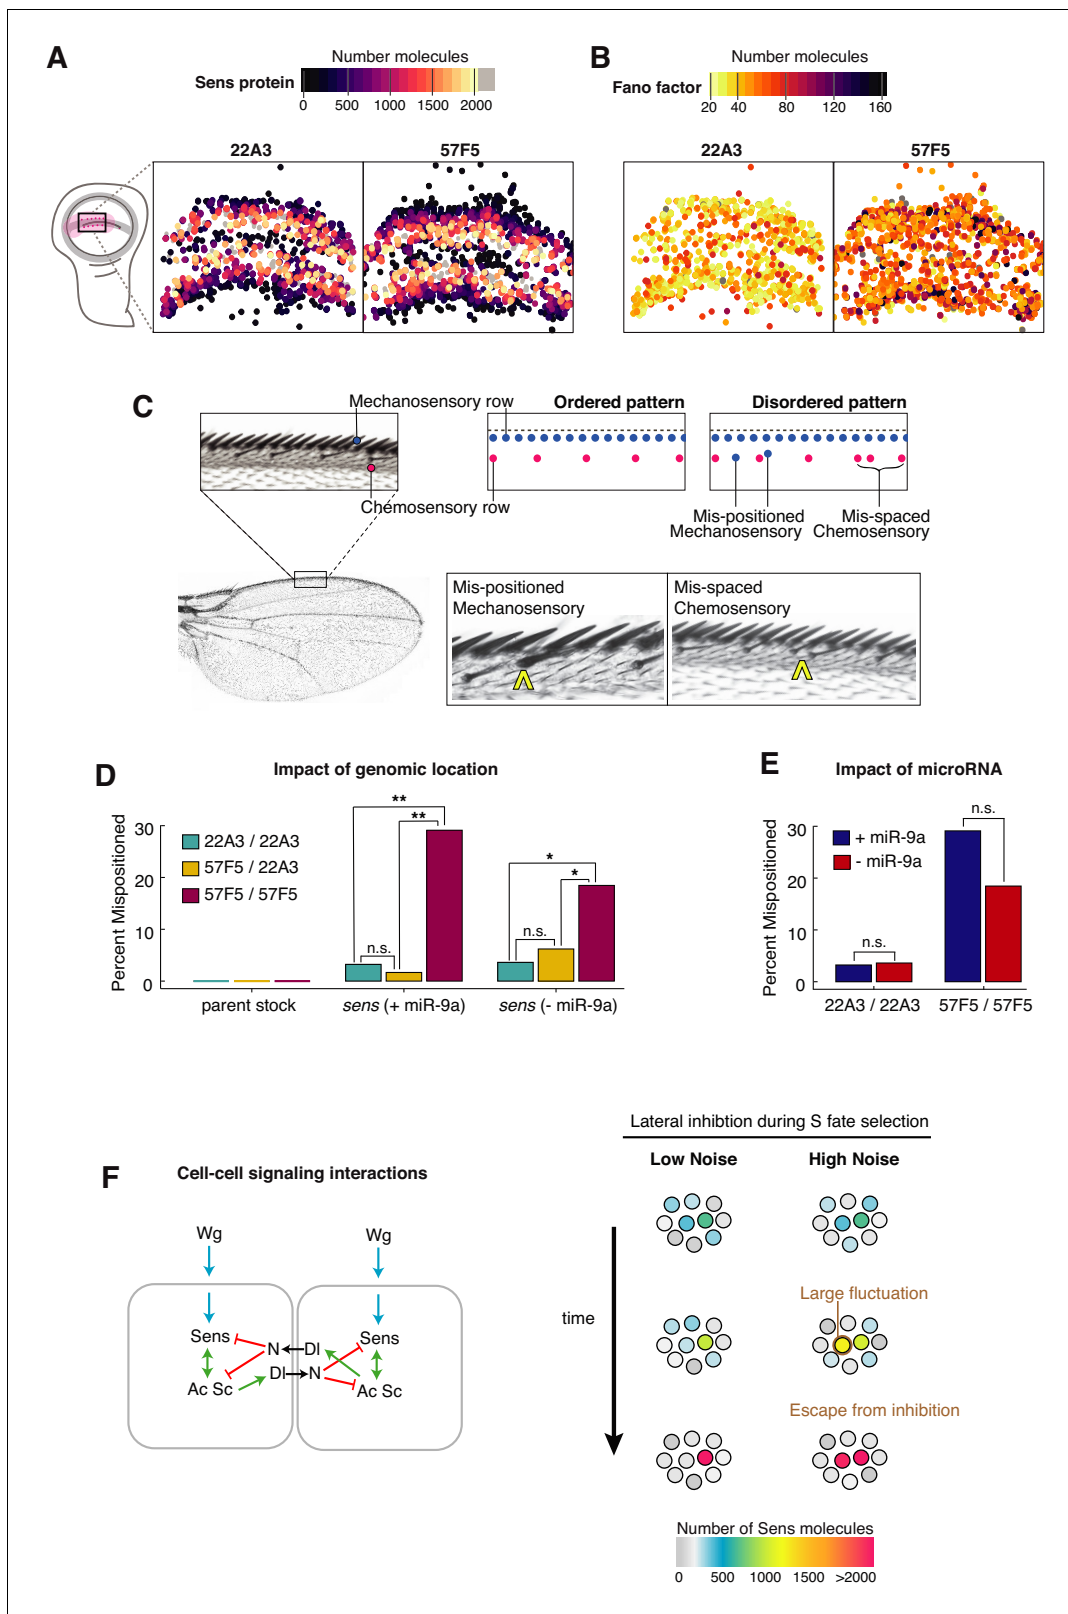 A
Number molecules
Sens protein
0 500 1000 1500 2000
22A3 57F5
B
Number molecules
Fano factor
20 40 80 120 160
22A3 57F5
C
Mechanosensory row
Chemosensory row
Ordered pattern
Disordered pattern
Mis-positioned
Mechanosensory
Mis-spaced
Chemosensory
Mis-positioned
Mechanosensory
Mis-spaced
Chemosensory
D
Impact of genomic location
Percent Mispositioned
30
20
10
0
22A3 / 22A3
57F5 / 22A3
57F5 / 57F5
**
**
n.s.
*
*
n.s.
parent stock
sens (+ miR-9a)
sens (- miR-9a)
E
Impact of microRNA
Percent Mispositioned
30
20
10
0
+ miR-9a
- miR-9a
n.s.
n.s.
22A3 / 22A3
57F5 / 57F5
F
Cell-cell signaling interactions
Wg Wg
Sens N Dl Sens
Ac Sc Dl N Ac Sc
Lateral inhibtion during S fate selection
Low Noise High Noise
time
Large fluctuation
Escape from inhibition
Number of Sens molecules
0 500 1000 1500 >2000